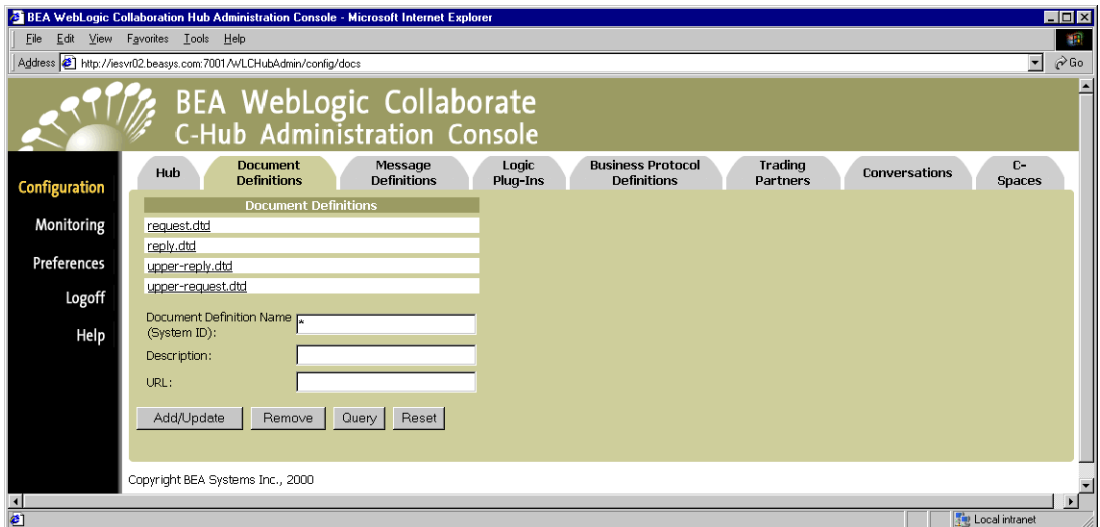 BEA WebLogic Collaboration Hub Administration Console - Microsoft Internet Explorer
File Edit View Favorites Tools Help
Address http://iesvr02.beasys.com:7001/WLCHubAdmin/config/docs Go
BEA WebLogic Collaborate
C-Hub Administration Console
Hub
Document
Definitions
Message
Definitions
Logic
Plug-Ins
Business Protocol
Definitions
Trading
Partners
Conversations
C-
Spaces
Configuration
Monitoring
Preferences
Logoff
Help
Document Definitions
request.dtd
reply.dtd
upper-reply.dtd
upper-request.dtd
Document Definition Name
(System ID):
*
Description:
URL:
Add/Update Remove Query Reset
Copyright BEA Systems Inc., 2000
Local intranet